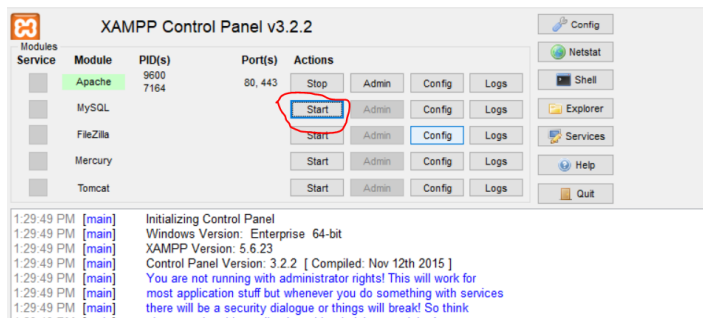 XAMPP Control Panel v3.2.2
Config
Modules
Service Module PID(s) Port(s) Actions
Netstat
Apache 9600 7164 80, 443 Stop Admin Config Logs
Shell
MySQL Start Admin Config Logs
Explorer
FileZilla Start Admin Config Logs
Services
Mercury Start Admin Config Logs
Help
Tomcat Start Admin Config Logs
Quit
1:29:49 PM [main] Initializing Control Panel
1:29:49 PM [main] Windows Version: Enterprise 64-bit
1:29:49 PM [main] XAMPP Version: 5.6.23
1:29:49 PM [main] Control Panel Version: 3.2.2 [ Compiled: Nov 12th 2015 ]
1:29:49 PM [main] You are not running with administrator rights! This will work for
1:29:49 PM [main] most application stuff but whenever you do something with services
1:29:49 PM [main] there will be a security dialogue or things will break! So think